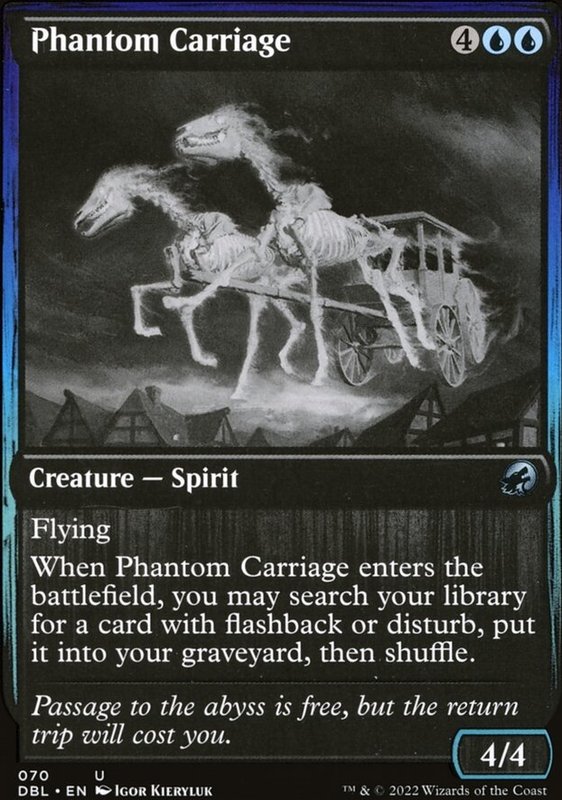 Phantom Carriage 4
Creature — Spirit
Flying
When Phantom Carriage enters the
battlefield, you may search your library
for a card with flashback or disturb, put
it into your graveyard, then shuffle.
Passage to the abyss is free, but the return
trip will cost you.
4/4
070 U
DBL • EN Igor Kieryluk
™ & © 2022 Wizards of the Coast